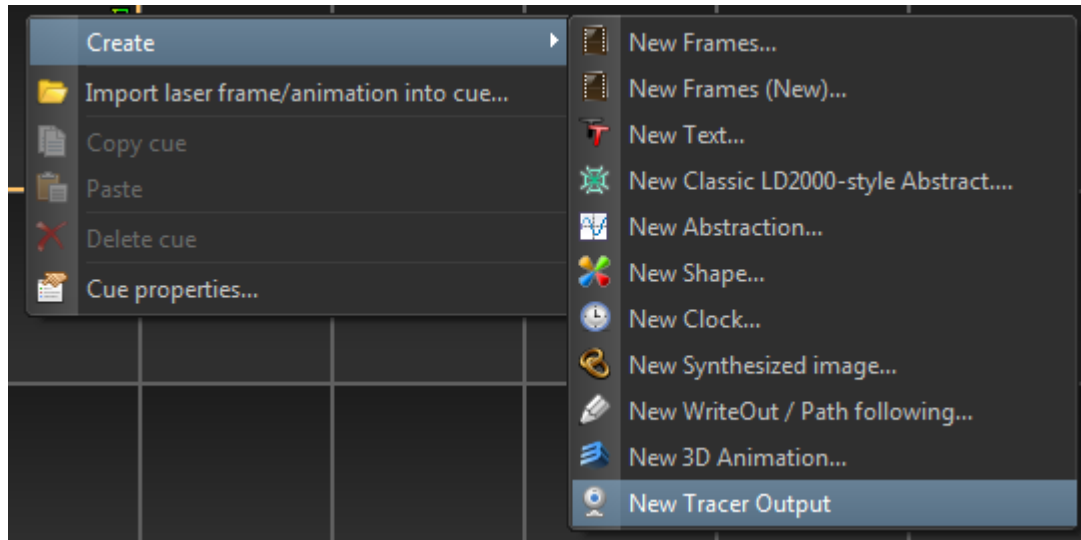 Create
Import laser frame/animation into cue...
Copy cue
Paste
Delete cue
Cue properties...
New Frames...
New Frames (New)...
New Text...
New Classic LD2000-style Abstract....
New Abstraction...
New Shape...
New Clock...
New Synthesized image...
New WriteOut / Path following...
New 3D Animation...
New Tracer Output